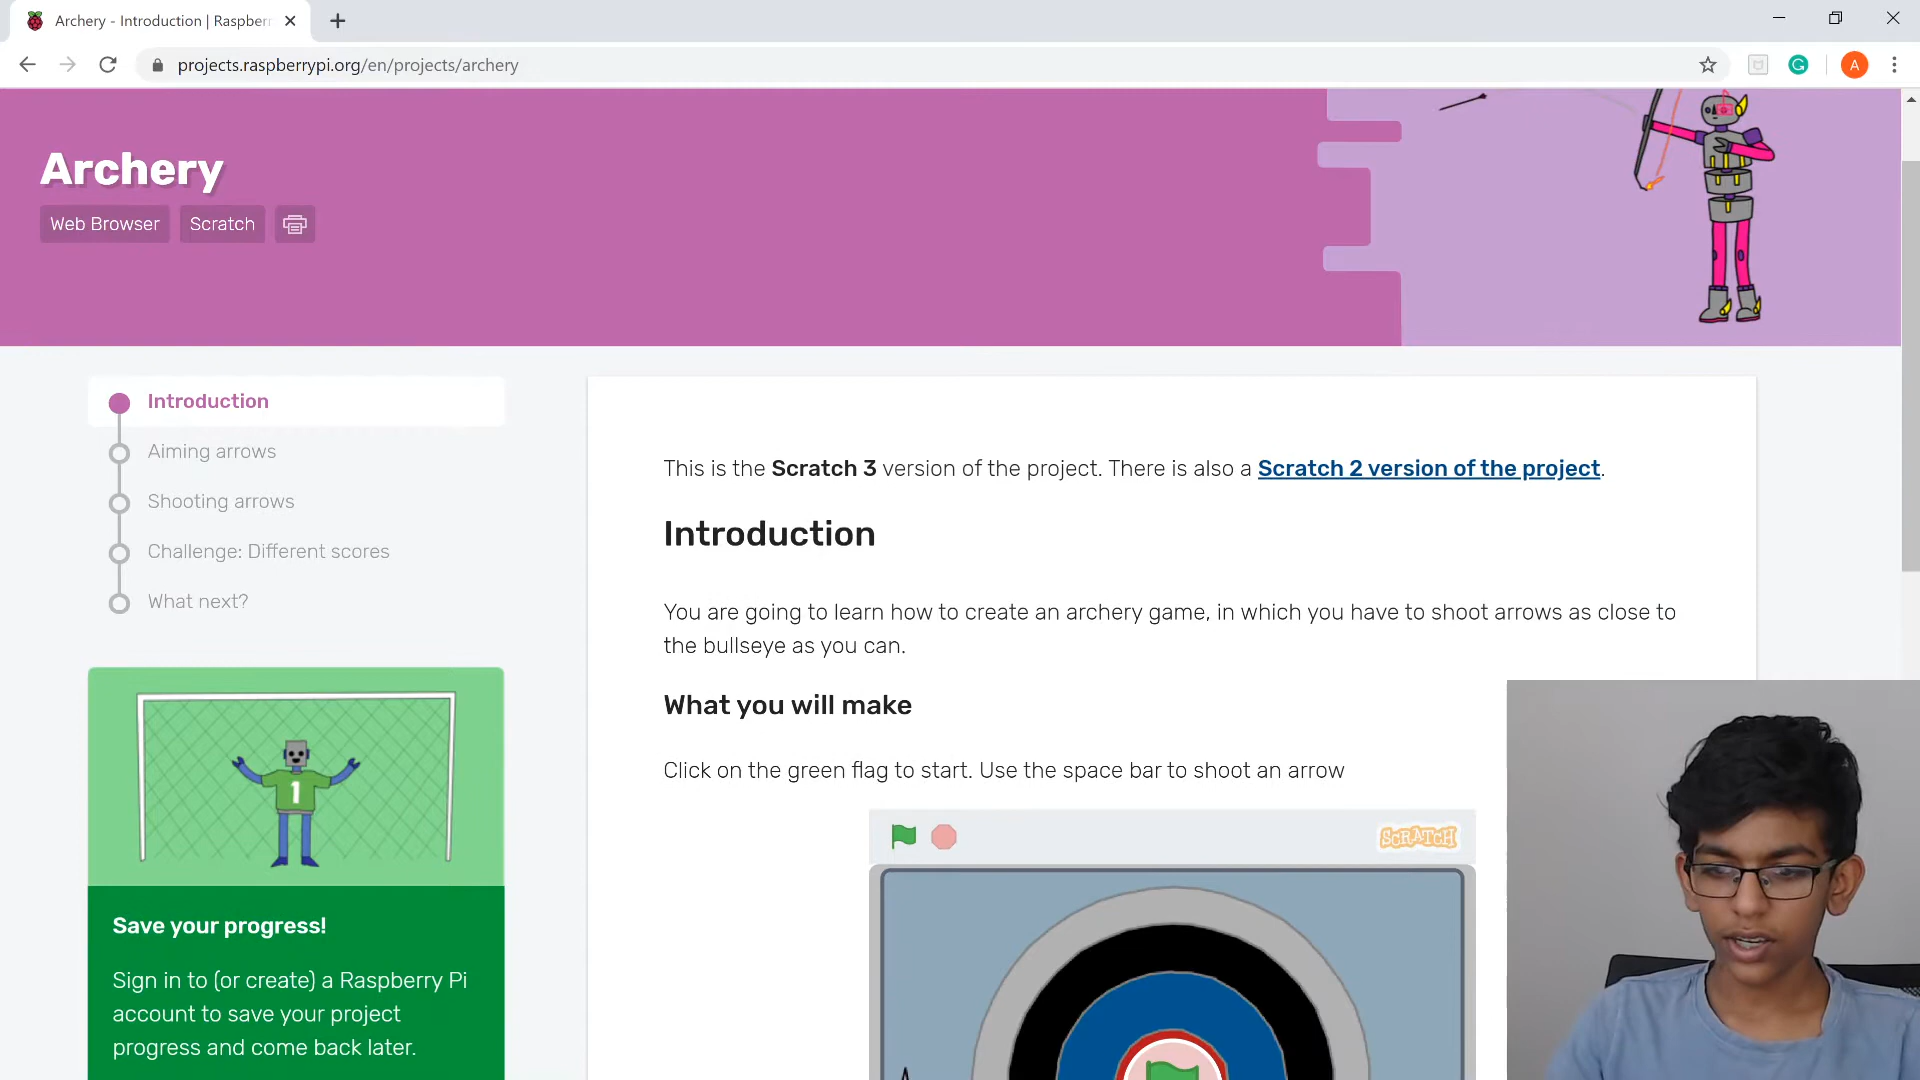 Archery - Introduction | Raspberr
projects.raspberrypi.org/en/projects/archery
A
Archery
Web Browser
Scratch
Introduction
Aiming arrows
Shooting arrows
Challenge: Different scores
What next?
This is the Scratch 3 version of the project. There is also a Scratch 2 version of the project.
Introduction
You are going to learn how to create an archery game, in which you have to shoot arrows as close to
the bullseye as you can.
What you will make
Click on the green flag to start. Use the space bar to shoot an arrow
SCRATCH
1
Save your progress!
Sign in to (or create) a Raspberry Pi
account to save your project
progress and come back later.